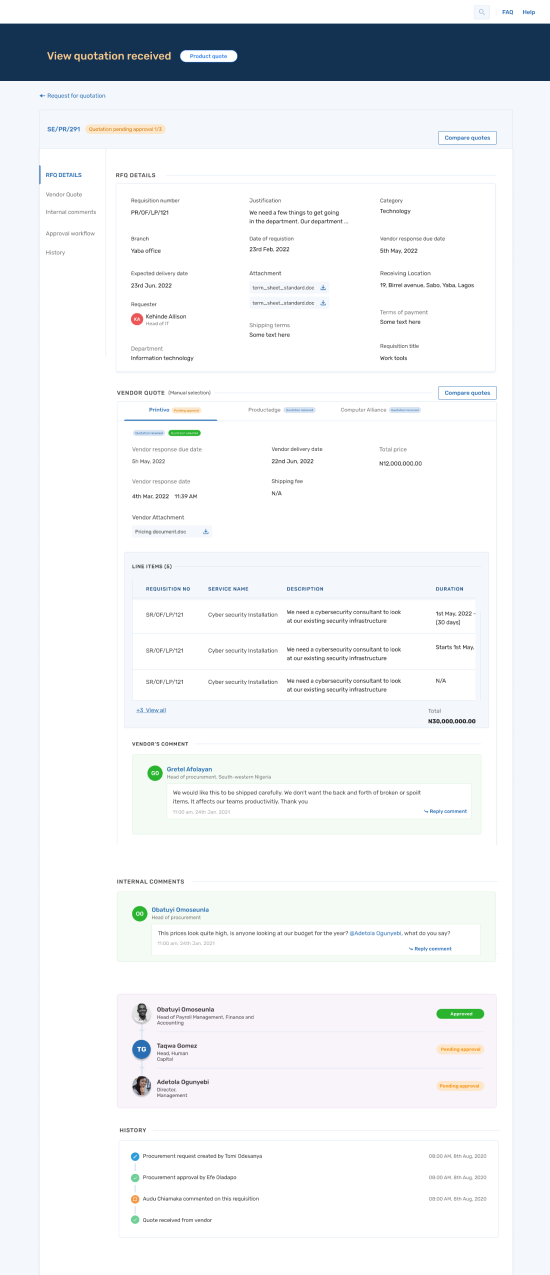 FAQ Help
View quotation received Product quote
← Request for quotation
SE/PR/291 Quotation pending approval 1/3
Compare quotes
RFQ DETAILS
Vendor Quote
Internal comments
Approval workflow
History
RFQ DETAILS
Requisition number Justification Category
PR/OF/LP/121 We need a few things to get going Technology
in the department. Our department ...
Branch Date of requistion Vendor response due date
Yaba office 23rd Feb, 2022 5th May, 2022
Expected delivery date Attachment Receiving Location
23rd Jun, 2022 term_sheet_standard.doc 19, Birrel avenue, Sabo, Yaba, Lagos
term_sheet_standard.doc
Requester Terms of payment
KA Kehinde Allison Some text here
Head of IT
Shipping terms
Some text here
Department Requisition title
Information technology Work tools
VENDOR QUOTE (Manual selection) Compare quotes
Printivo Pending approval Productedge Quotation received Computer Alliance Quotation received
Quotation received Quotation selected
Vendor response due date Vendor delivery date Total price
5h May, 2022 22nd Jun, 2022 N12,000,000.00
Vendor response date Shipping fee
4th Mar, 2022 11:39 AM N/A
Vendor Attachment
Pricing document.doc
LINE ITEMS (5)
REQUISITION NO SERVICE NAME DESCRIPTION DURATION
SR/OF/LP/121 Cyber security Installation We need a cybersecurity consultant to look 1st May, 2022 -
at our existing security infrastructure (30 days)
SR/OF/LP/121 Cyber security Installation We need a cybersecurity consultant to look Starts 1st May,
at our existing security infrastructure
SR/OF/LP/121 Cyber security Installation We need a cybersecurity consultant to look N/A
at our existing security infrastructure
+3 View all Total
N30,000,000.00
VENDOR'S COMMENT
GO Gretel Afolayan
Head of procurement, South-western Nigeria
We would like this to be shipped carefully. We don't want the back and forth of broken or spoilt
items. It affects our teams productivitiy. Thank you
11:00 am, 24th Jan, 2021 Reply comment
INTERNAL COMMENTS
OO Obatuyi Omoseunla
Head of procurement
This prices look quite high, is anyone looking at our budget for the year? @Adetola Ogunyebi, what do you say?
11:00 am, 24th Jan, 2021 Reply comment
Obatuyi Omoseunla Approved
Head of Payroll Management, Finance and
Accounting
TG Taqwa Gomez Pending approval
Head, Human
Capital
Adetola Ogunyebi Pending approval
Director,
Management
HISTORY
Procurement request created by Tomi Odesanya 08:00 AM, 8th Aug, 2020
Procurement approval by Efe Oladapo 08:00 AM, 8th Aug, 2020
Audu Chiamaka commented on this requisition 08:00 AM, 8th Aug, 2020
Quote received from vendor